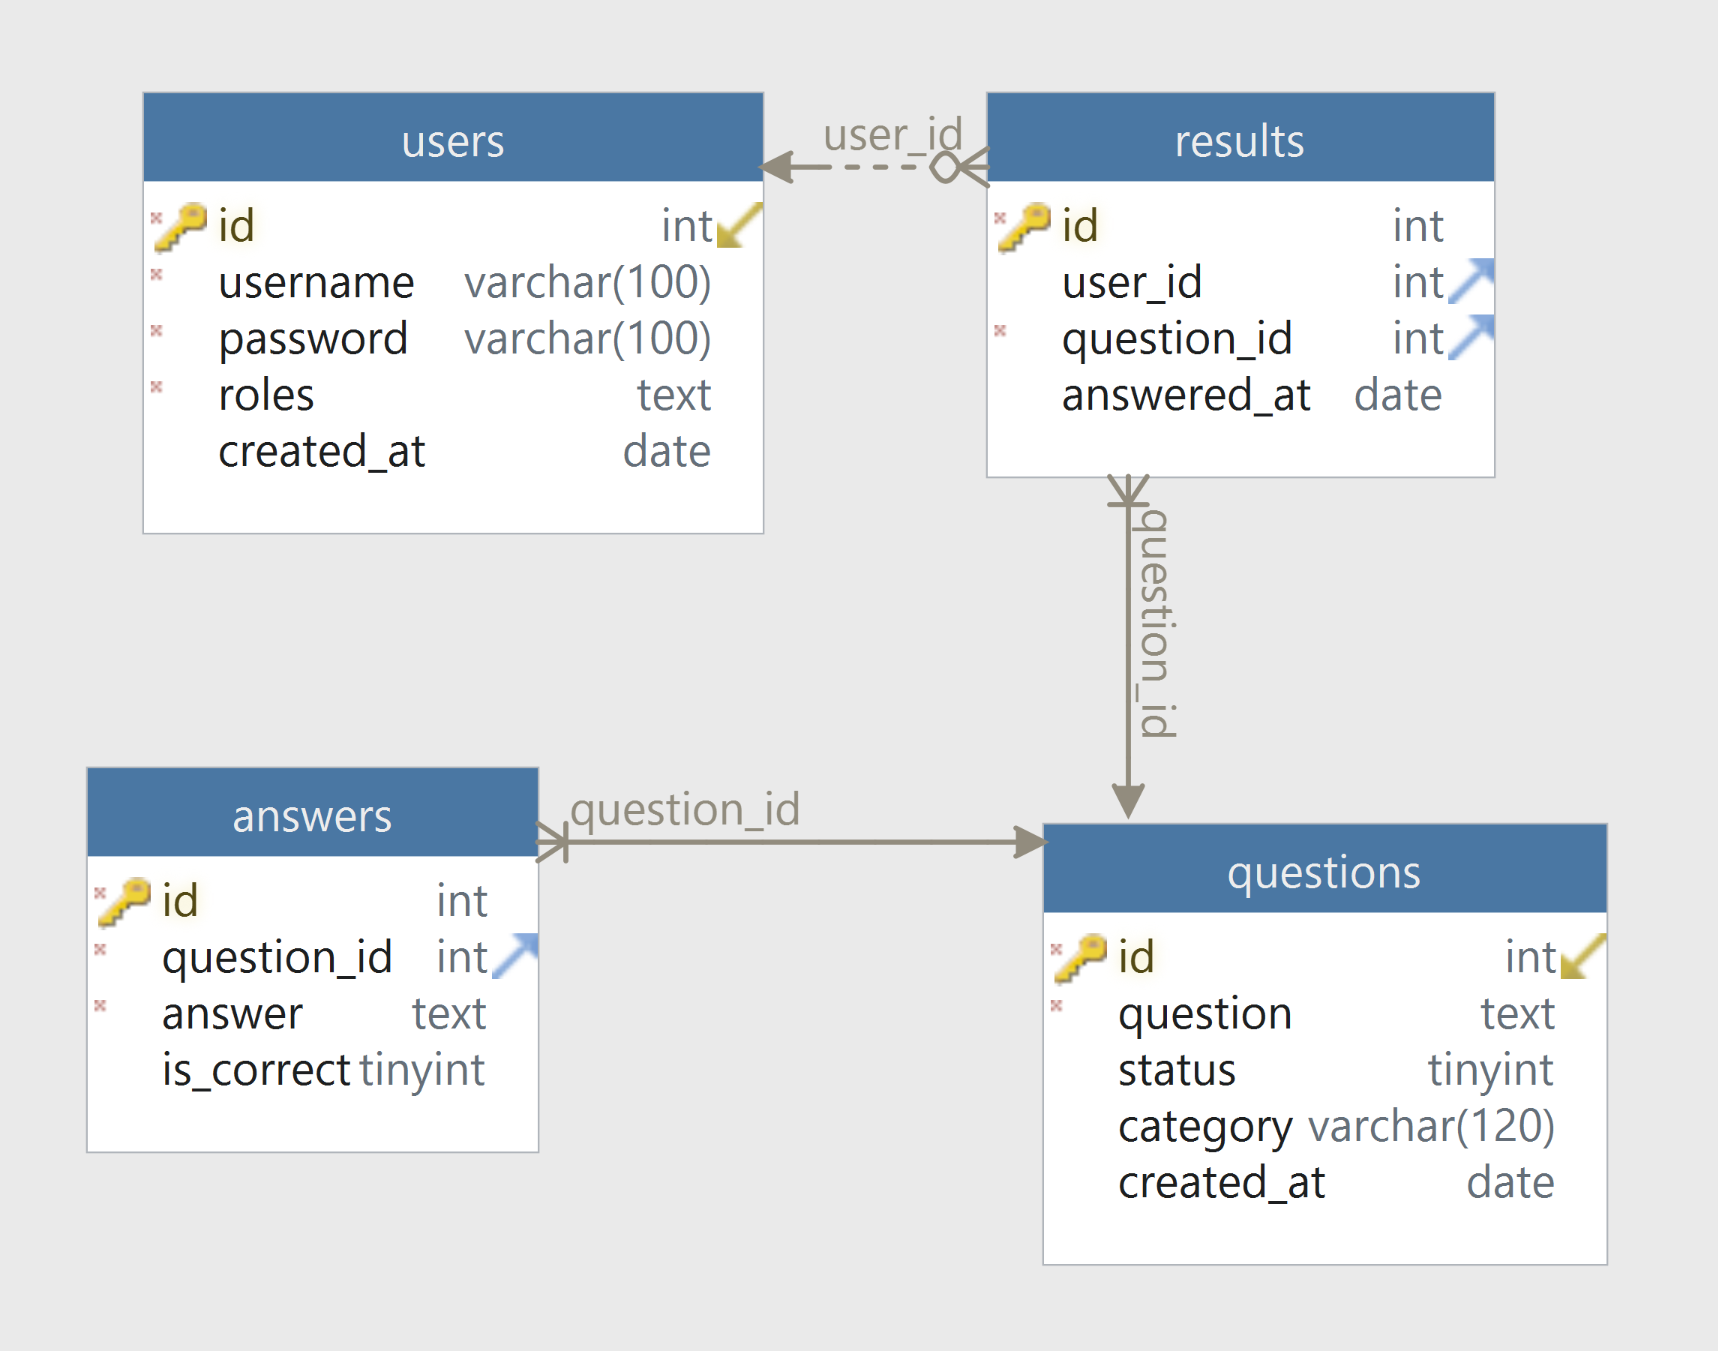 users
id int
username varchar(100)
password varchar(100)
roles text
created_at date
user_id
results
id int
user_id int
question_id int
answered_at date
question_id
answers
id int
question_id int
answer text
is_correct tinyint
question_id
questions
id int
question text
status tinyint
category varchar(120)
created_at date